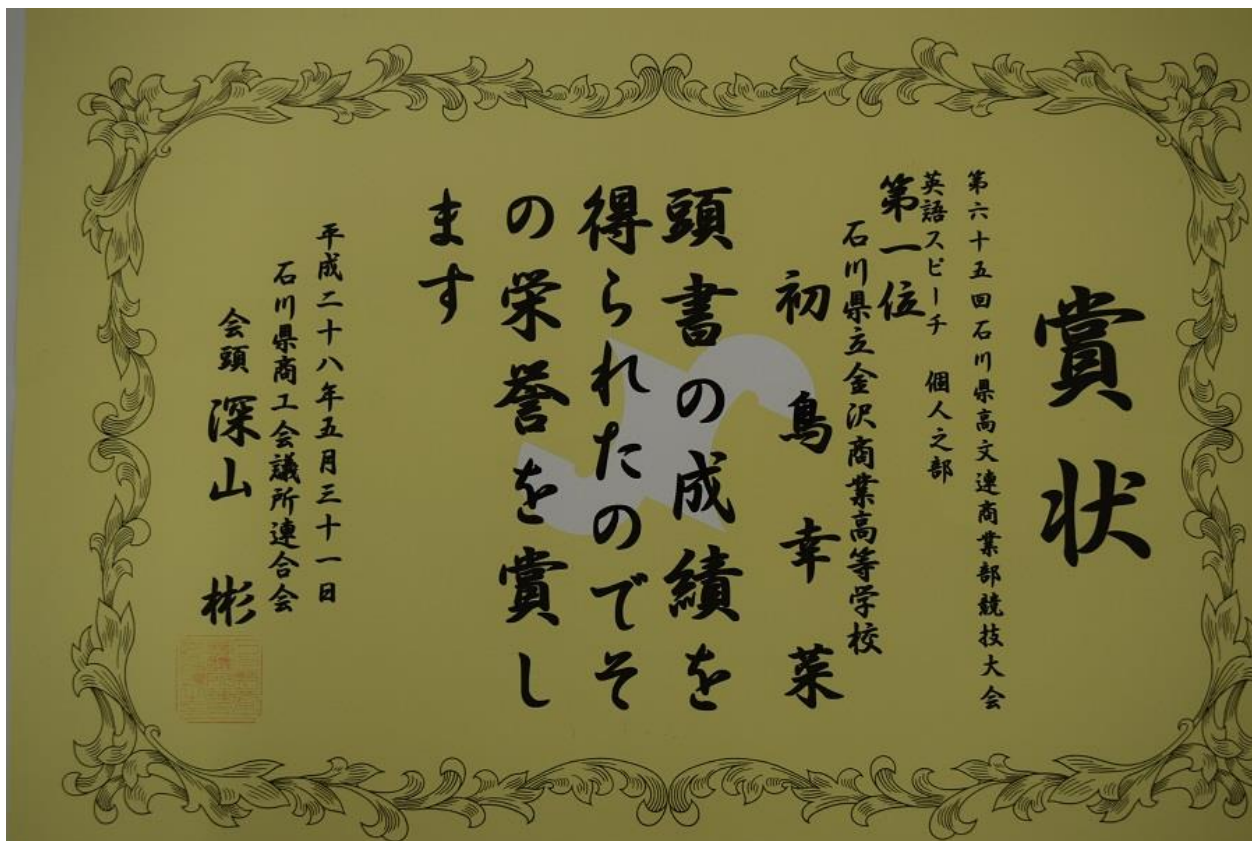 賞状
第六十五回石川県高文連商業部競技大会
英語スピーチ 個人之部
第一位
石川県立金沢商業高等学校
初鳥幸菜
頭書の成績を
得られたのでそ
の栄誉を賞し
ます
平成二十八年五月三十一日
石川県商工会議所連合会
会頭 深山 彬